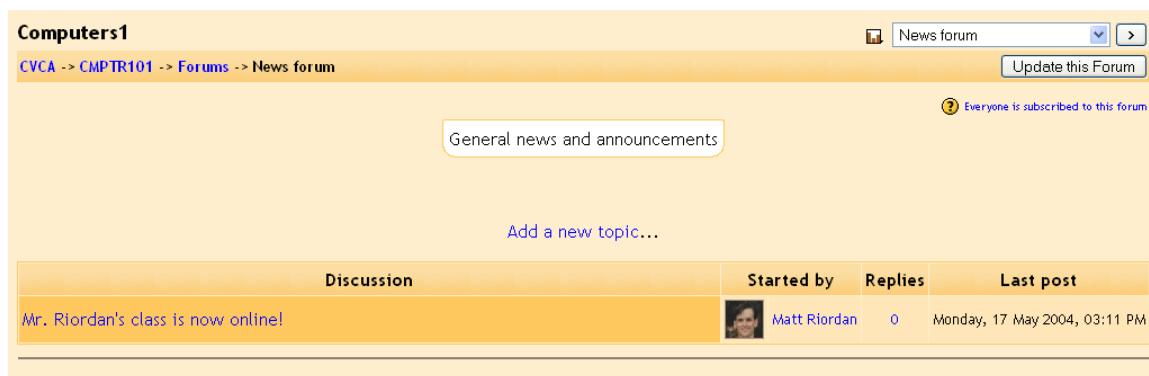 Computers1
News forum
>
CVCA -> CMPTR101 -> Forums -> News forum
Update this Forum
? Everyone is subscribed to this forum
General news and announcements
Add a new topic...
Discussion Started by Replies Last post
Mr. Riordan's class is now online! Matt Riordan 0 Monday, 17 May 2004, 03:11 PM